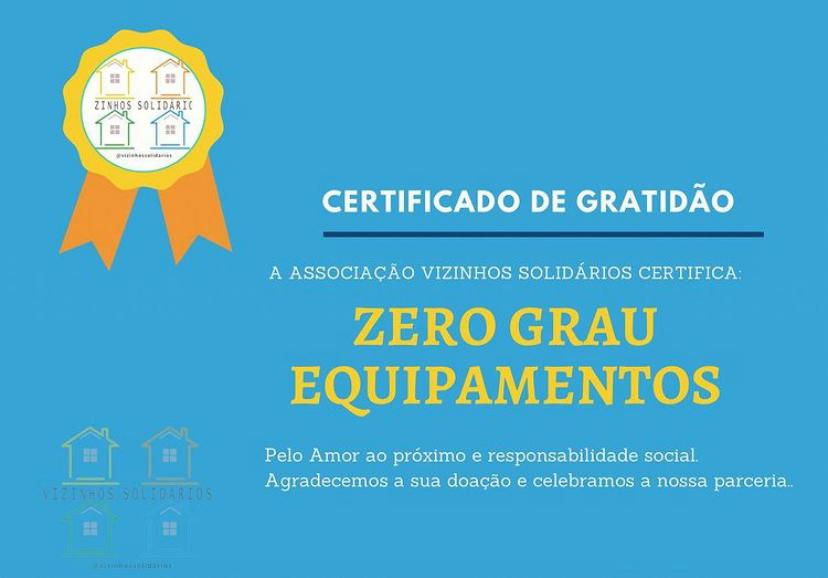 ZINHOS SOLIDÁRIC
@vizinhossolidarios
CERTIFICADO DE GRATIDÃO
A ASSOCIAÇÃO VIZINHOS SOLIDÁRIOS CERTIFICA:
ZERO GRAU
EQUIPAMENTOS
Pelo Amor ao próximo e responsabilidade social.
Agradecemos a sua doação e celebramos a nossa parceria..
VIZINHOS SOLIDÁRIOS
@vizinhossolidarios